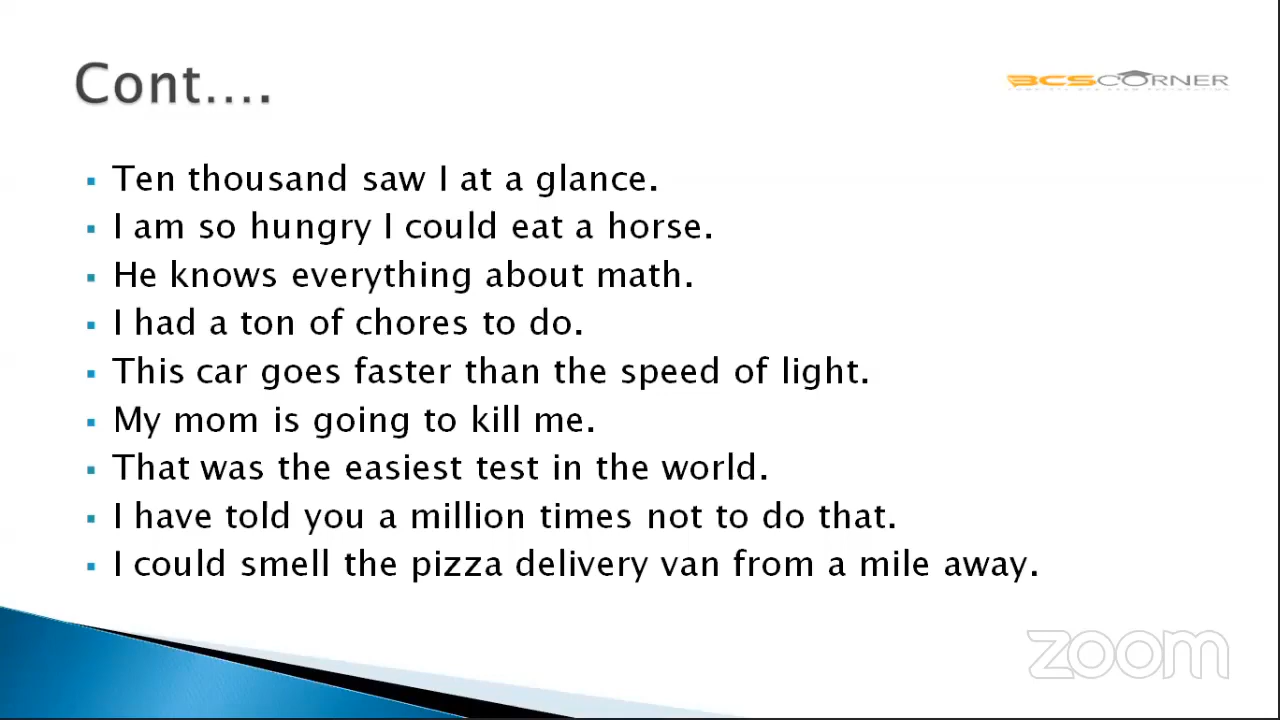 Cont....
BCSCORNER
Ten thousand saw I at a glance.
I am so hungry I could eat a horse.
He knows everything about math.
I had a ton of chores to do.
This car goes faster than the speed of light.
My mom is going to kill me.
That was the easiest test in the world.
I have told you a million times not to do that.
I could smell the pizza delivery van from a mile away.
zoom